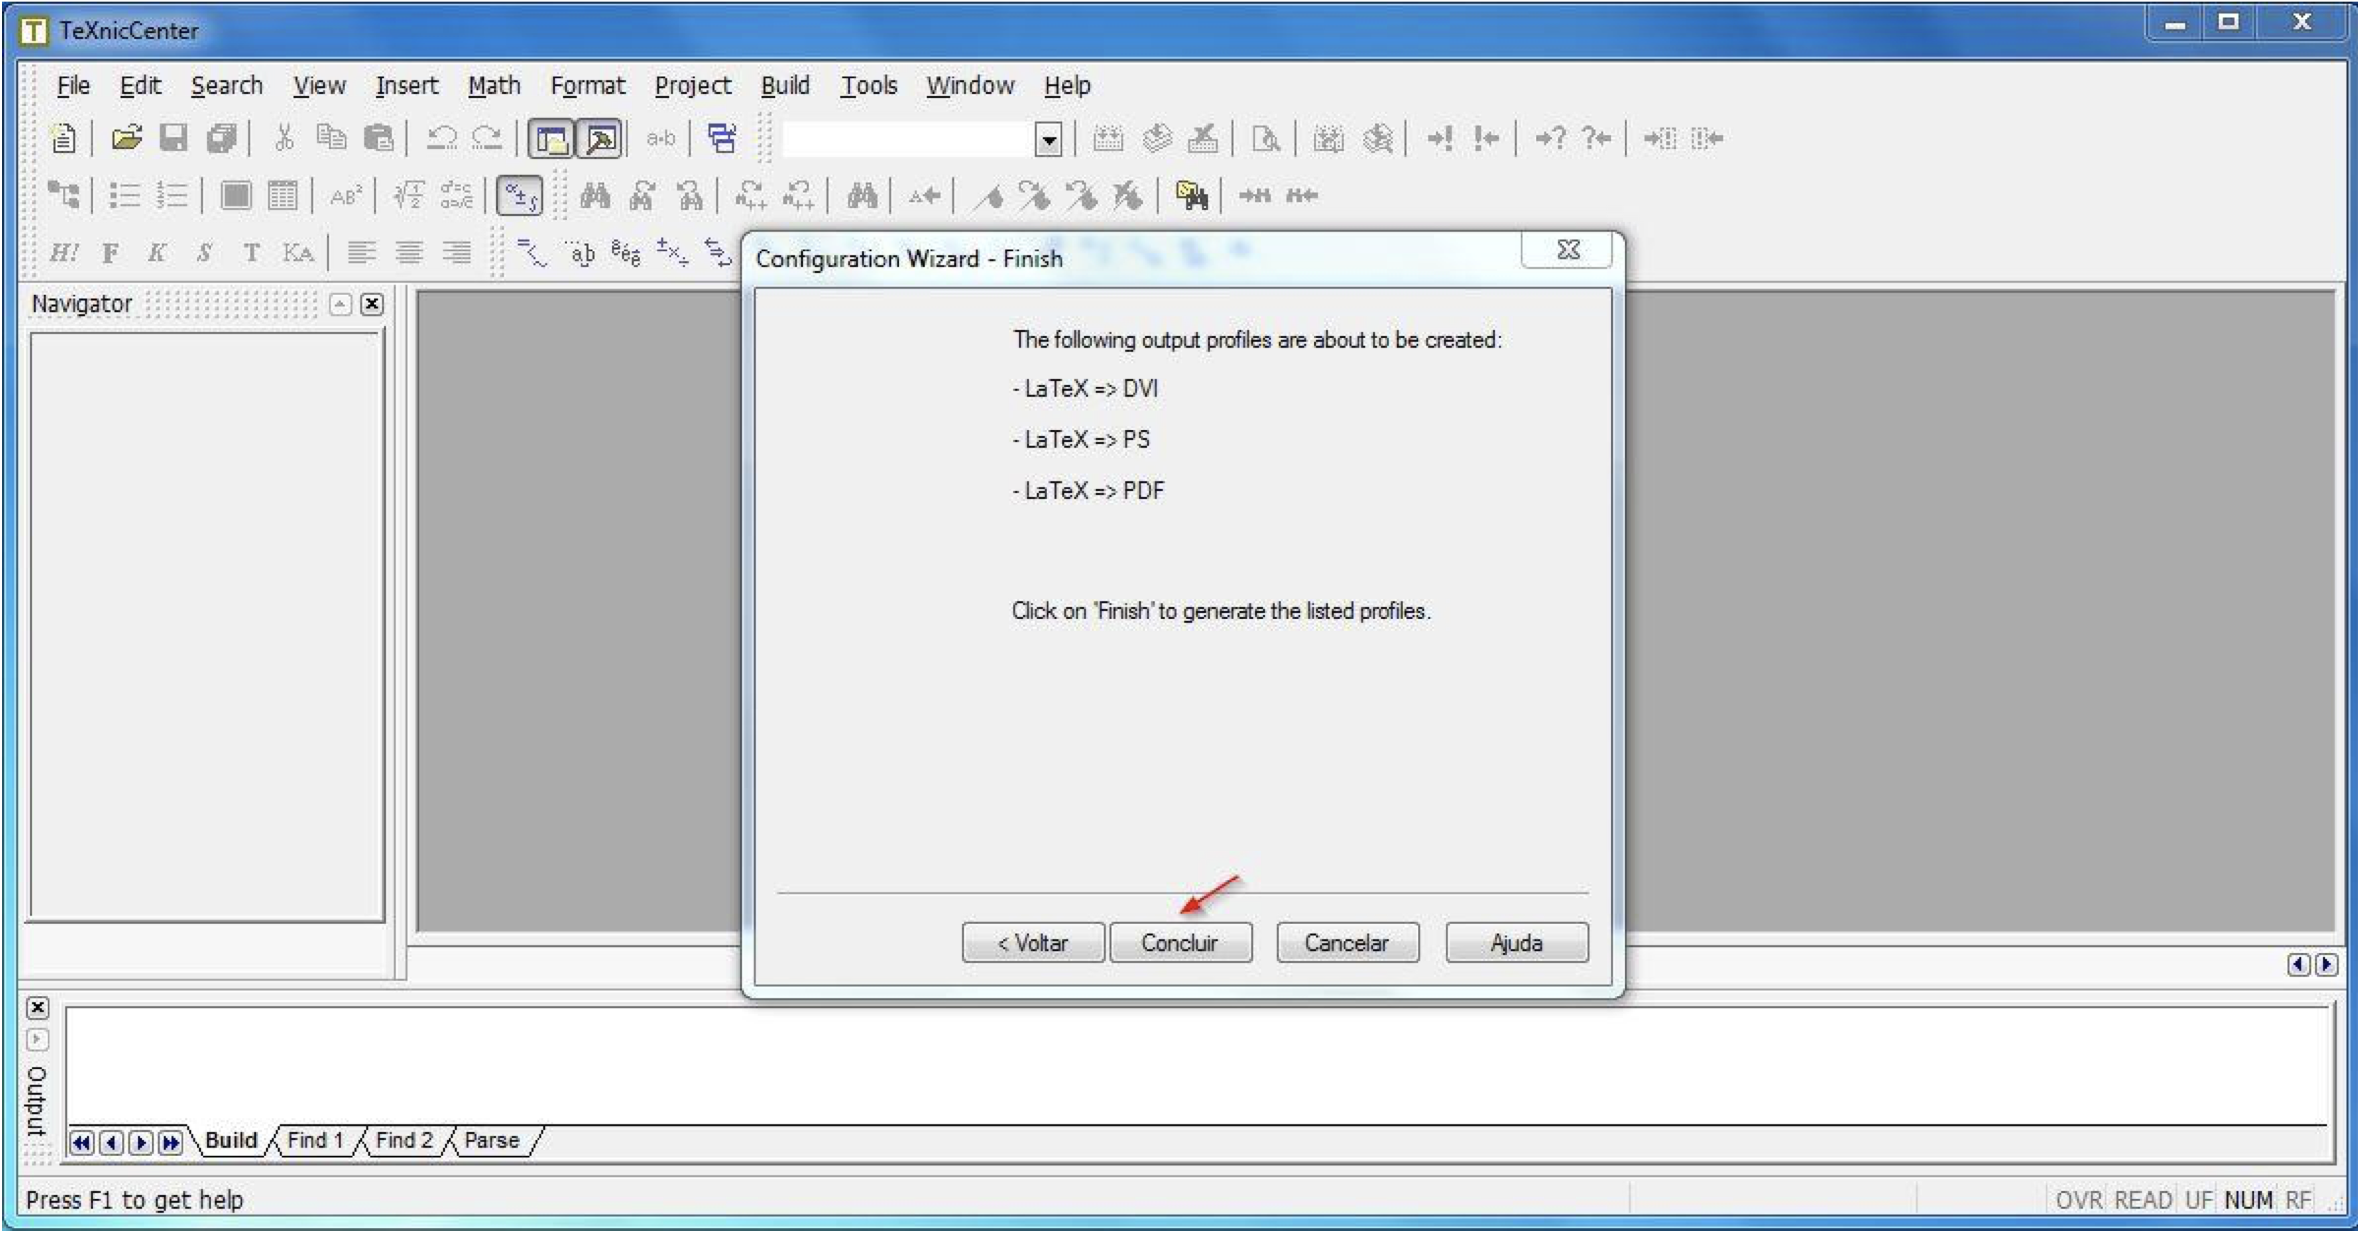 TeXnicCenter
File Edit Search View Insert Math Format Project Build Tools Window Help
Navigator
Configuration Wizard - Finish
The following output profiles are about to be created:
- LaTeX => DVI
- LaTeX => PS
- LaTeX => PDF
Click on 'Finish' to generate the listed profiles.
< Voltar Concluir Cancelar Ajuda
Output
Build Find 1 Find 2 Parse
Press F1 to get help
OVR READ UF NUM RF